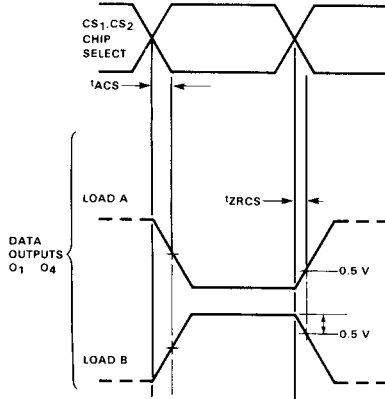 CS1.CS2
CHIP
SELECT
tACS
LOAD A
tZRCS
DATA
OUTPUTS
O1 O4
0.5 V
0.5 V
LOAD B